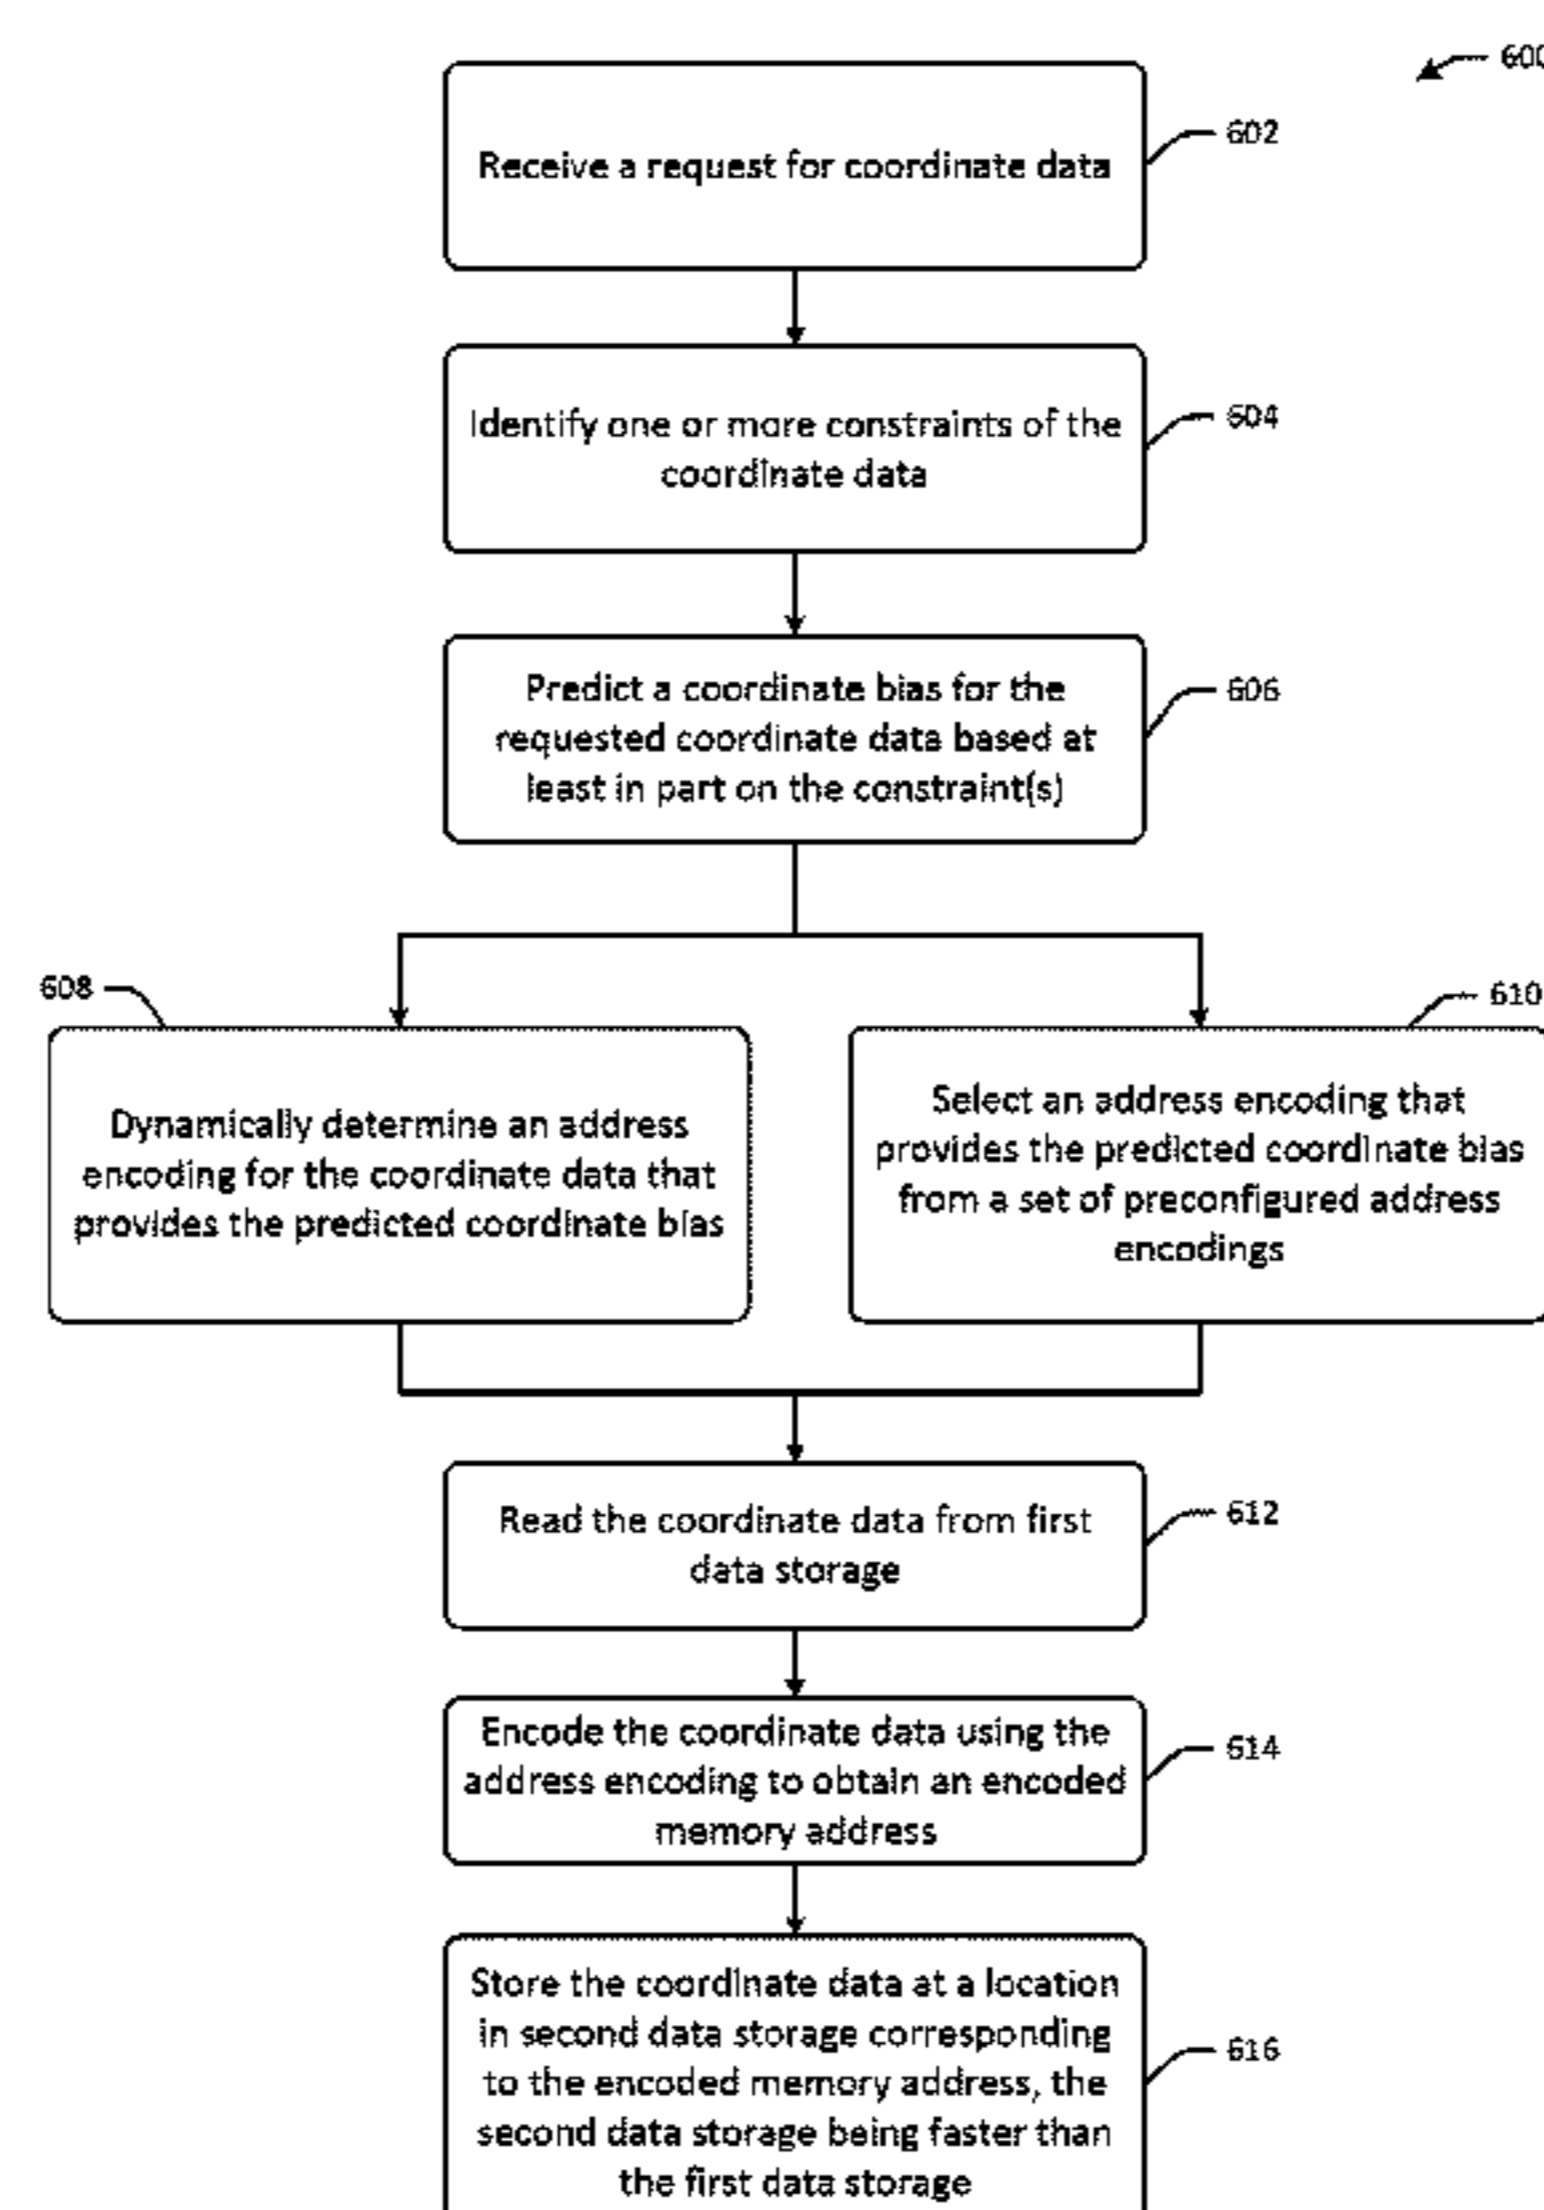 600
Receive a request for coordinate data
602
Identify one or more constraints of the
coordinate data
604
Predict a coordinate bias for the
requested coordinate data based at
least in part on the constraint(s)
606
608
610
Dynamically determine an address
encoding for the coordinate data that
provides the predicted coordinate bias
Select an address encoding that
provides the predicted coordinate bias
from a set of preconfigured address
encodings
Read the coordinate data from first
data storage
612
Encode the coordinate data using the
address encoding to obtain an encoded
memory address
614
Store the coordinate data at a location
in second data storage corresponding
to the encoded memory address, the
second data storage being faster than
the first data storage
616